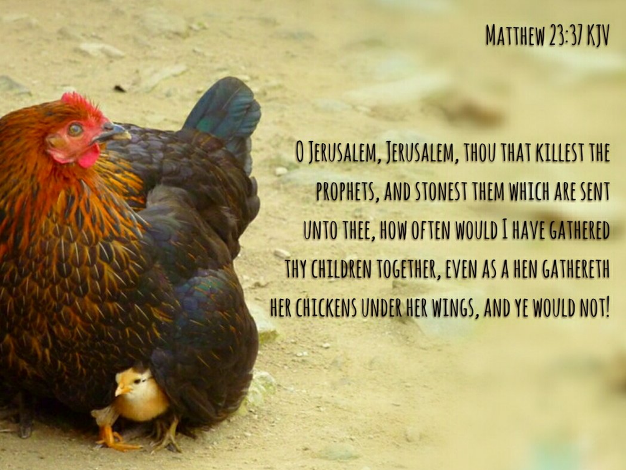 Matthew 23:37 KJV
O Jerusalem, Jerusalem, thou that killest the
prophets, and stonest them which are sent
unto thee, how often would I have gathered
thy children together, even as a hen gathereth
her chickens under her wings, and ye would not!